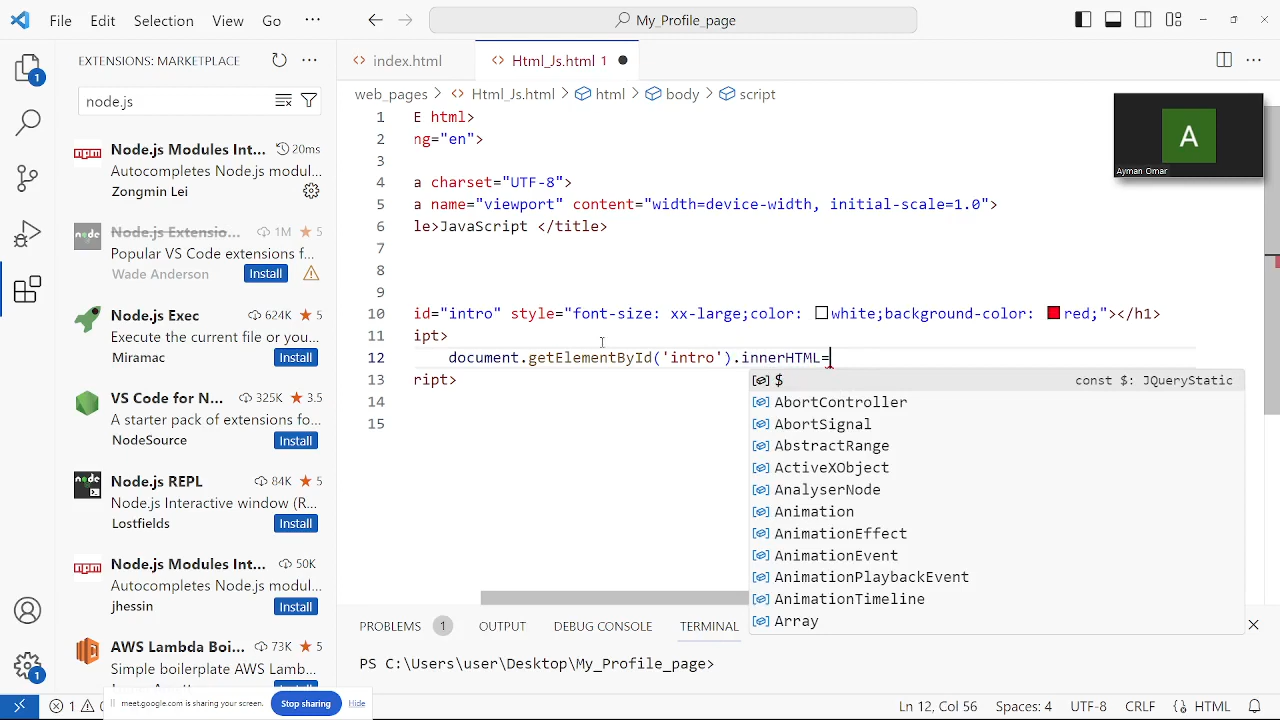 File Edit Selection View Go ··· My_Profile_page
EXTENSIONS: MARKETPLACE ···
node.js
Node.js Modules Int... 20ms
Autocompletes Node.js modul...
Zongmin Lei
Node.js Extensio... 1M 5
Popular VS Code extensions f...
Wade Anderson Install
Node.js Exec 624K 5
Execute the current file or you...
Miramac Install
VS Code for N... 325K 3.5
A starter pack of extensions fo...
NodeSource Install
Node.js REPL 84K 5
Node.js Interactive window (R...
Lostfields Install
Node.js Modules Int... 50K
Autocompletes Node.js modul...
jhessin Install
AWS Lambda Boi... 73K 5
Simple boilerplate AWS Lamb...
1
1
index.html Html_Js.html 1
web_pages > Html_Js.html > html > body > script
1 E html>
2 ng="en">
3
4 a charset="UTF-8">
5 a name="viewport" content="width=device-width, initial-scale=1.0">
6 le>JavaScript </title>
7
8
9
10 id="intro" style="font-size: xx-large;color: white;background-color: red;"></h1>
11 ipt>
12 document.getElementById('intro').innerHTML=
13 ript>
14
15
$ const $: JQueryStatic
AbortController
AbortSignal
AbstractRange
ActiveXObject
AnalyserNode
Animation
AnimationEffect
AnimationEvent
AnimationPlaybackEvent
AnimationTimeline
Array
A
Ayman Omar
PROBLEMS 1 OUTPUT DEBUG CONSOLE TERMINAL
PS C:\Users\user\Desktop\My_Profile_page>
meet.google.com is sharing your screen. Stop sharing Hide
1 Ln 12, Col 56 Spaces: 4 UTF-8 CRLF HTML